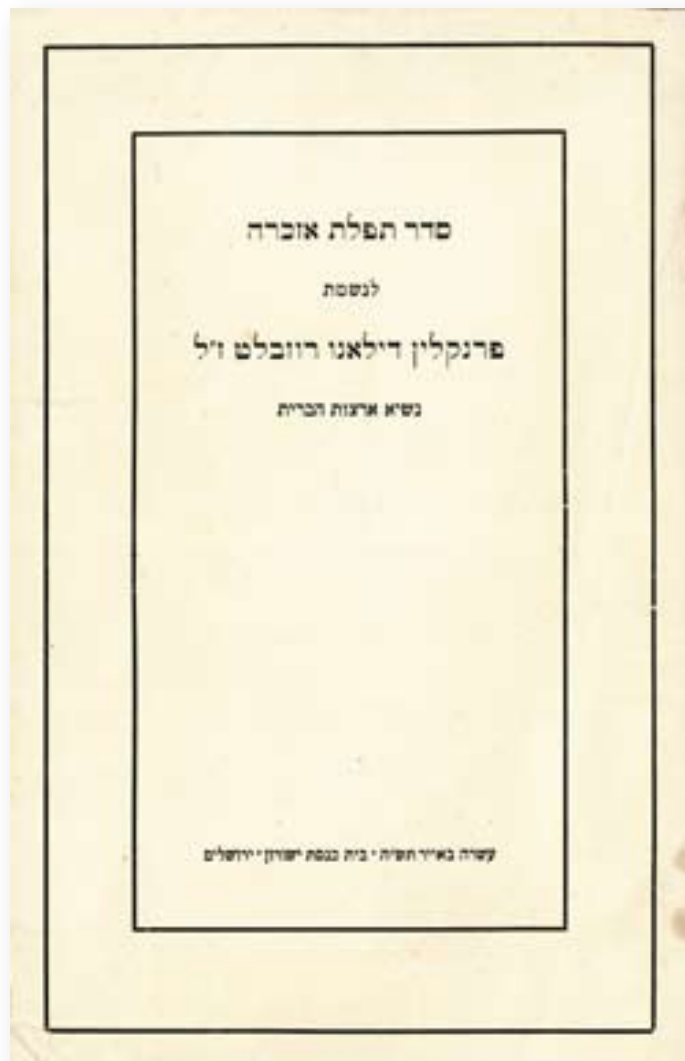 סדר תפלת אזכרה
לנשמת
פרנקלין דילאנו רוזבלט ז״ל
נשיא ארצות הברית
עשרה באייר תש״ה · בית כנסת ישורון · ירושלים